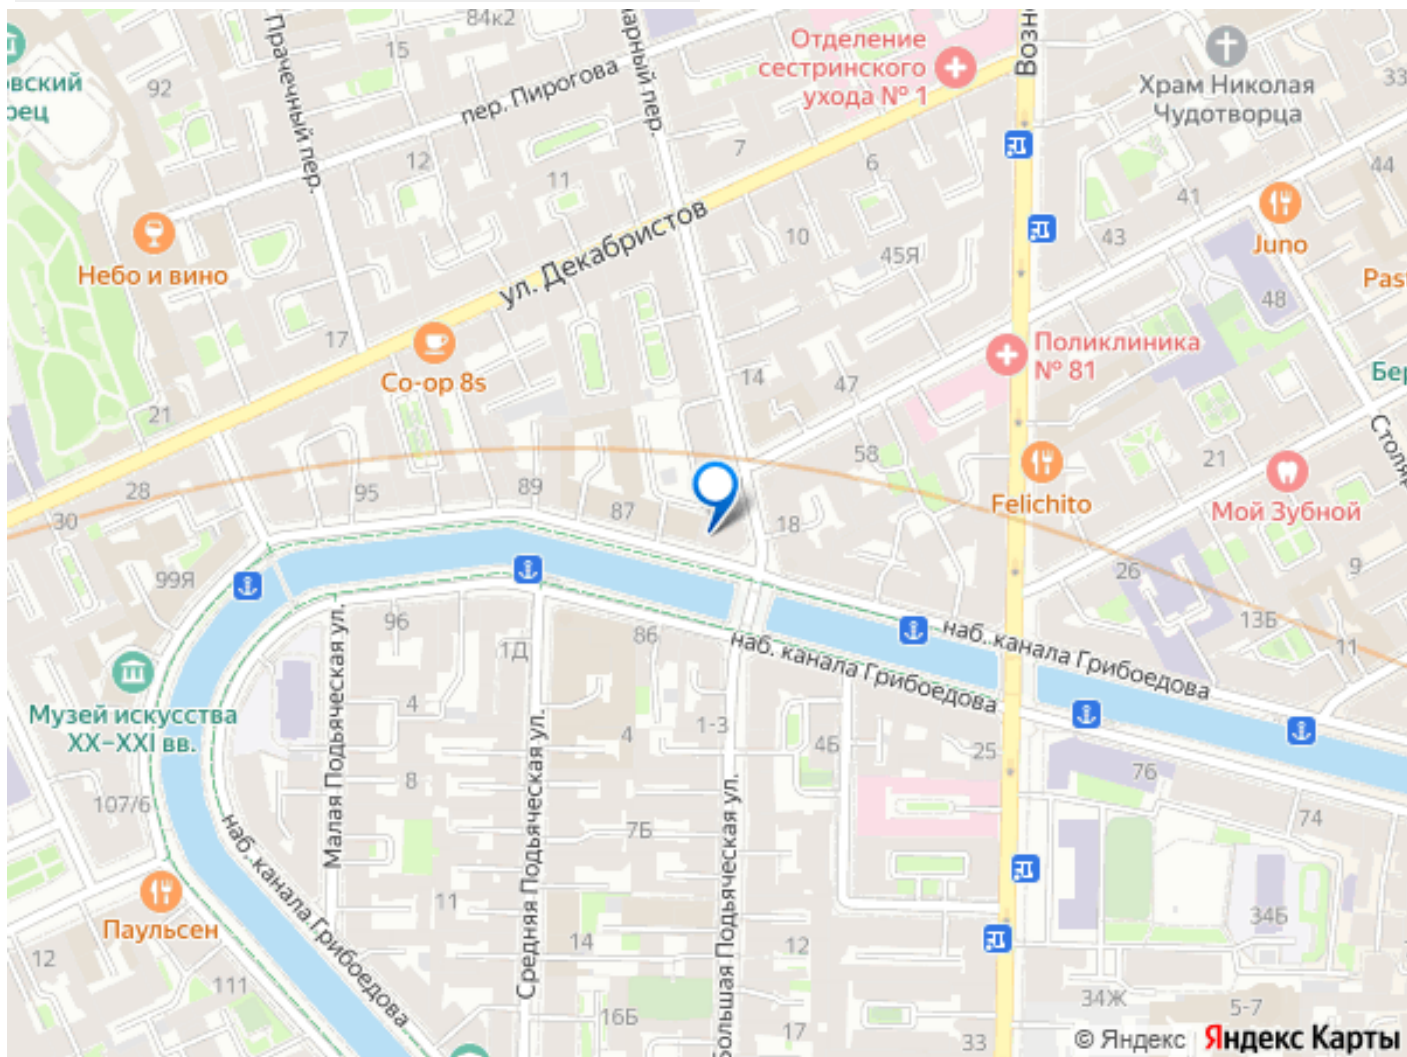 84к2
Прачечный пер.
15
пер. Пирогова
Отделение
сестринского
ухода № 1
Храм Николая
Чудотворца
33
92
12
11
7
6
44
41
43
Juno
Небо и вино
ул. Декабристов
10
45Я
48
17
Co-op 8s
14
47
Поликлиника
№ 81
21
58
21
28
30
95
89
87
18
Felichito
Мой Зубной
99Я
26
9
13Б
11
96
1Д
86
наб. канала Грибоедова
наб. канала Грибоедова
Малая Подьяческая ул.
Средняя Подьяческая ул.
Большая Подьяческая ул.
Музей искусства
XX–XXI вв.
4
4
1-3
4Б
25
76
107/6
8
7Б
74
наб. канала Грибоедова
11
Паульсен
12
111
14
12
34Б
16Б
17
33
34Ж
5-7
© Яндекс Яндекс Карты